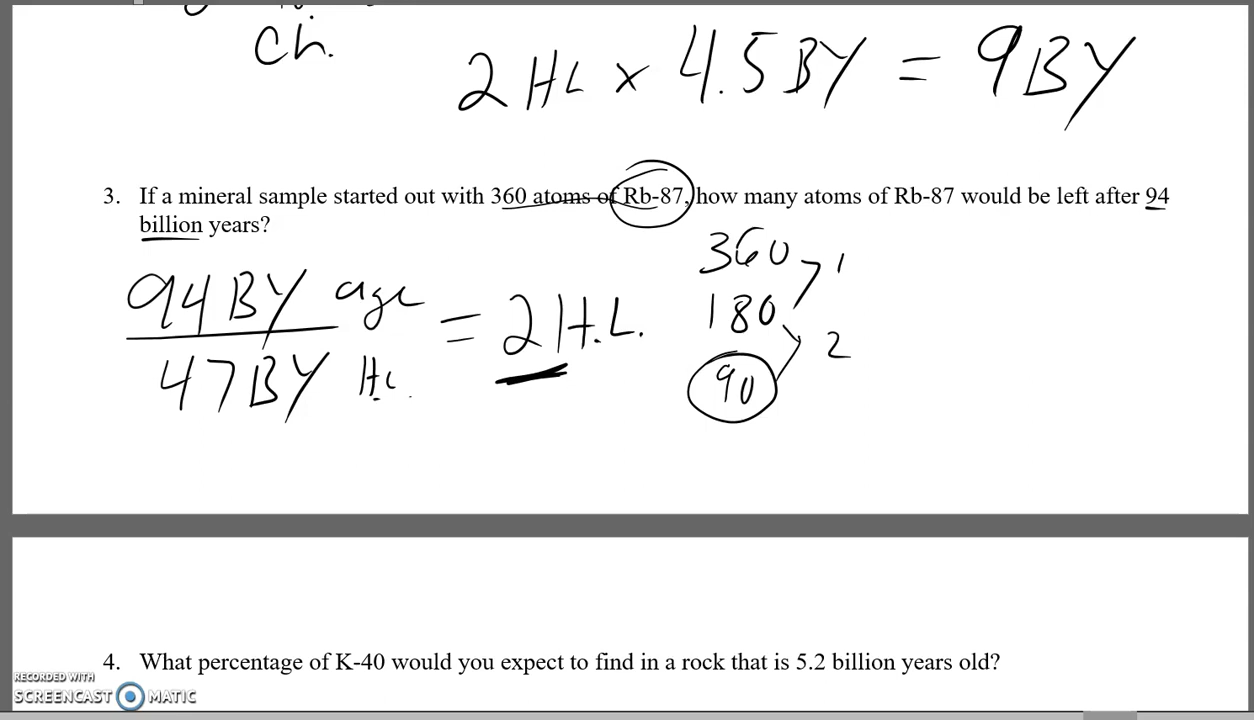 Ch.
2 HL x 4.5 BY = 9 BY
3. If a mineral sample started out with 360 atoms of Rb-87, how many atoms of Rb-87 would be left after 94
billion years?
94 BY age
47 BY HL
= 2 H.L.
360
1
180
2
90
4. What percentage of K-40 would you expect to find in a rock that is 5.2 billion years old?
RECORDED WITH
SCREENCAST MATIC